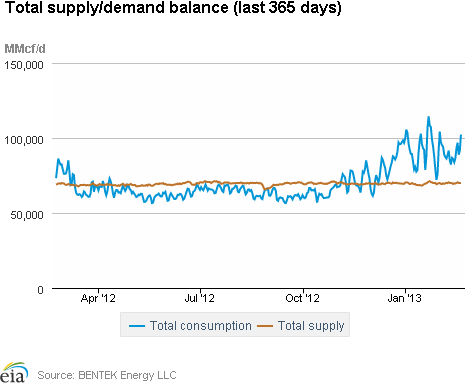 Total supply/demand balance (last 365 days)
MMcf/d
150,000
100,000
50,000
0
Apr '12 Jul '12 Oct '12 Jan '13
Total consumption Total supply
eia Source: BENTEK Energy LLC